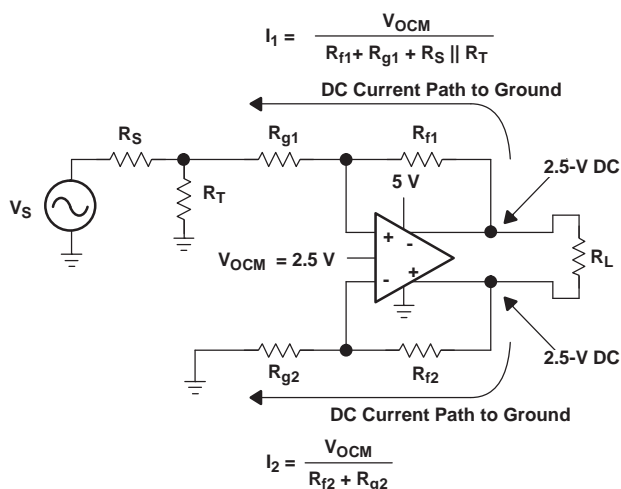 I1 = VOCM / Rf1+ Rg1 + RS || RT
DC Current Path to Ground
RS
Rg1
Rf1
2.5-V DC
5 V
RT
VS
+
-
VOCM = 2.5 V
RL
-
+
Rg2
Rf2
2.5-V DC
DC Current Path to Ground
I2 = VOCM / Rf2 + Rg2